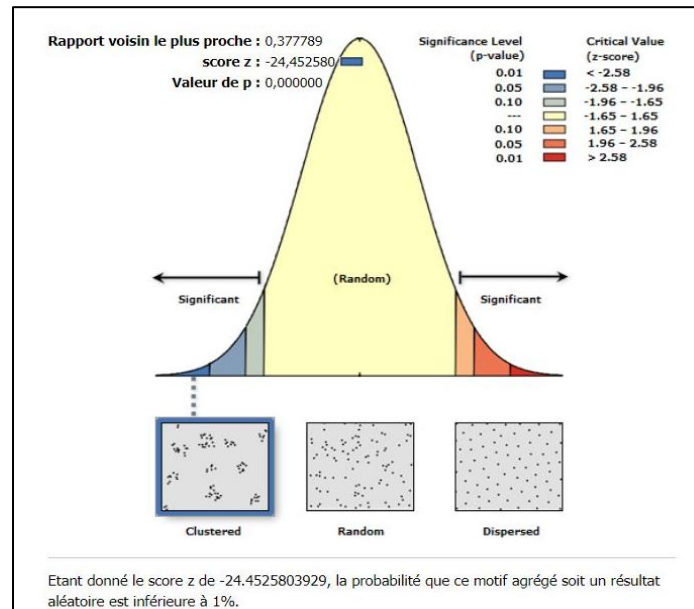 Rapport voisin le plus proche : 0,377789
score z : -24,452580
Valeur de p : 0,000000
Significance Level
(p-value)
Critical Value
(z-score)
0.01 < -2.58
0.05 -2.58 – -1.96
0.10 -1.96 – -1.65
--- -1.65 – 1.65
0.10 1.65 – 1.96
0.05 1.96 – 2.58
0.01 > 2.58
Significant
(Random)
Significant
Clustered
Random
Dispersed
Etant donné le score z de -24.4525803929, la probabilité que ce motif agrégé soit un résultat
aléatoire est inférieure à 1%.